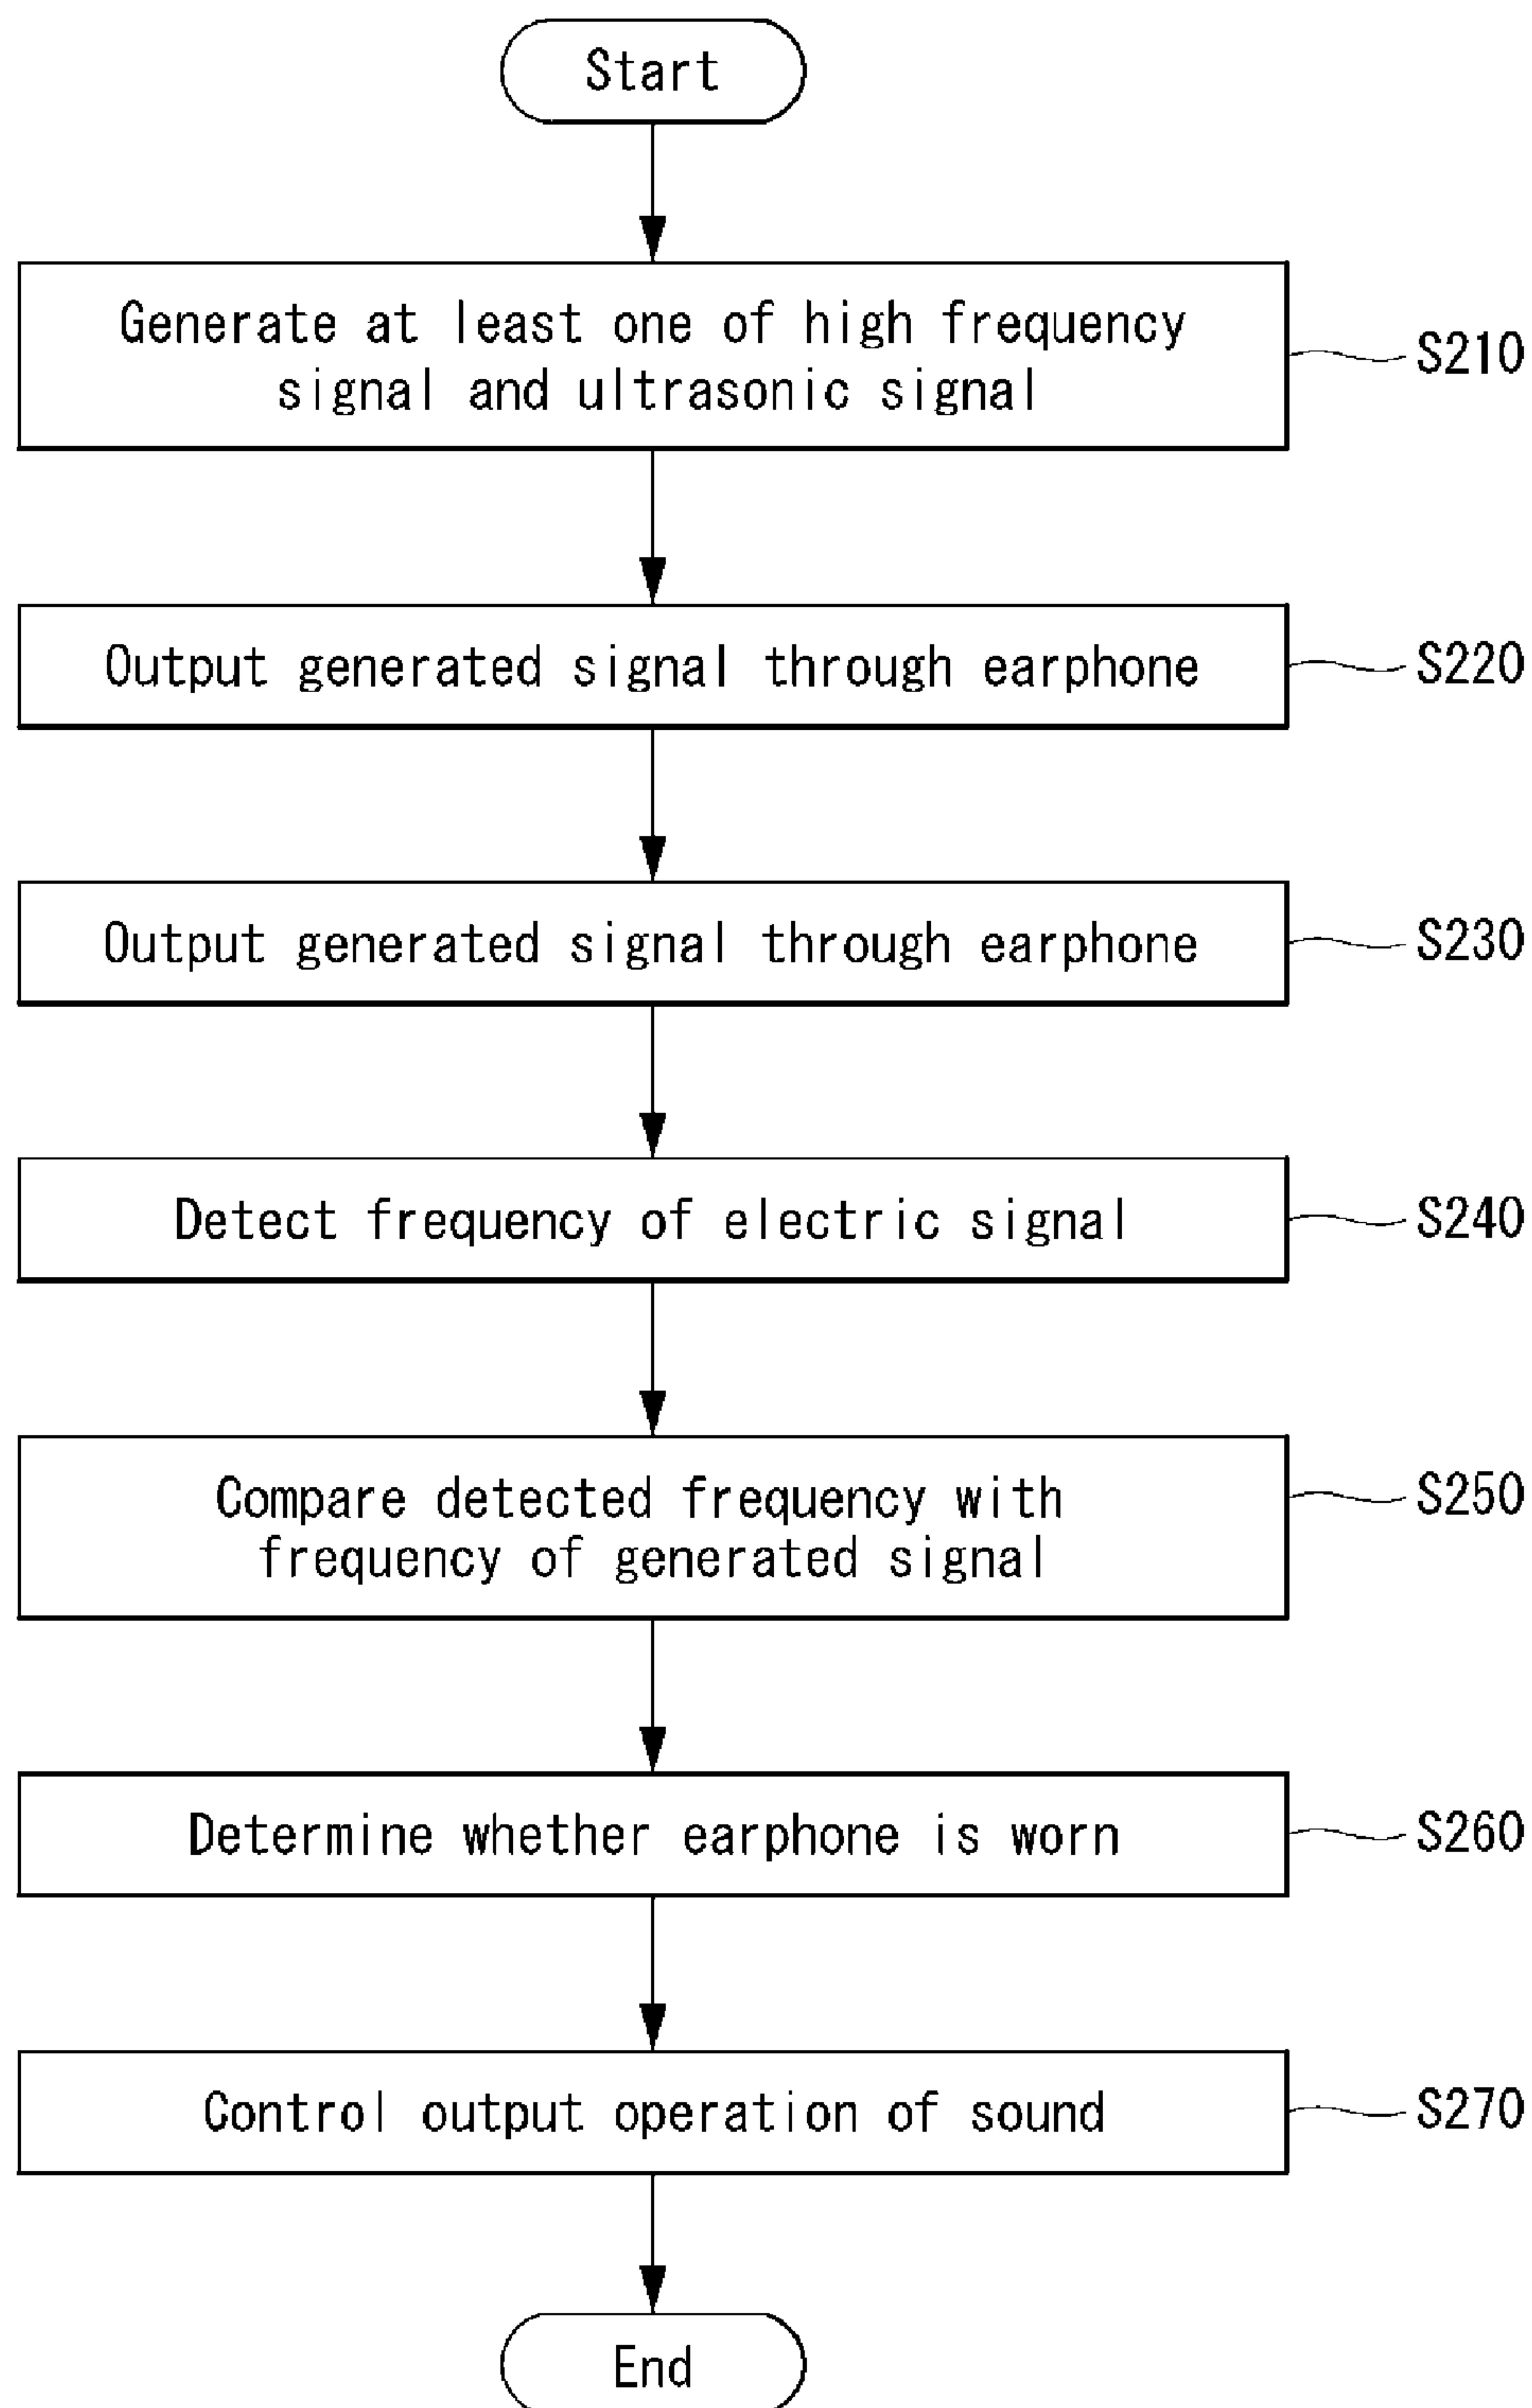 Start
Generate at least one of high frequency
signal and ultrasonic signal
S210
Output generated signal through earphone
S220
Output generated signal through earphone
S230
Detect frequency of electric signal
S240
Compare detected frequency with
frequency of generated signal
S250
Determine whether earphone is worn
S260
Control output operation of sound
S270
End